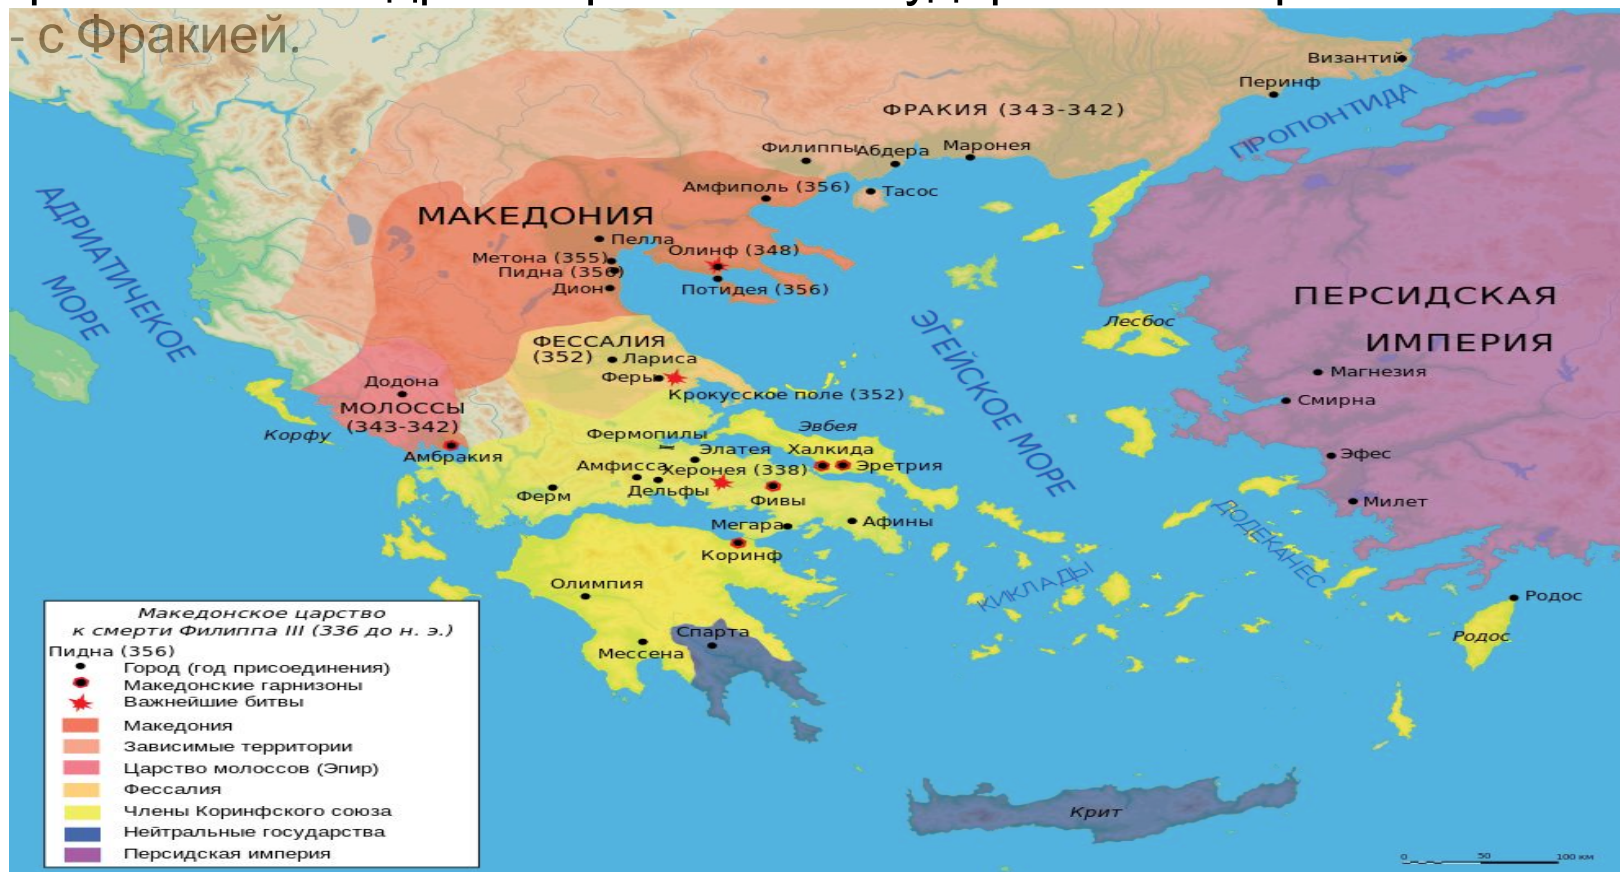 - с Фракией.
Византий
Перинф
ПРОПОНТИДА
ФРАКИЯ (343-342)
Филиппы
Абдера
Маронея
Амфиполь (356)
Тасос
МАКЕДОНИЯ
Пелла
Метона (355)
Олинф (348)
Пидна (356)
Дион
Потидея (356)
АДРИАТИЧЕКОЕ
МОРЕ
ЭГЕЙСКОЕ МОРЕ
ПЕРСИДСКАЯ
ИМПЕРИЯ
Лесбос
ФЕССАЛИЯ
(352)
Лариса
Феры
Крокусское поле (352)
Магнезия
Смирна
Додона
МОЛОССЫ
(343-342)
Корфу
Амбракия
Фермопилы
Эвбея
Элатея
Халкида
Амфисса
Херонея (338)
Эретрия
Эфес
Ферм
Дельфы
Фивы
Милет
Мегара
Афины
ДОДЕКАНЕС
Коринф
КИКЛАДЫ
Олимпия
Родос
Спарта
Родос
Мессена
Крит
Македонское царство
к смерти Филиппа III (336 до н. э.)
Пидна (356)
Город (год присоединения)
Македонские гарнизоны
Важнейшие битвы
Македония
Зависимые территории
Царство молоссов (Эпир)
Фессалия
Члены Коринфского союза
Нейтральные государства
Персидская империя
0 50 100 км